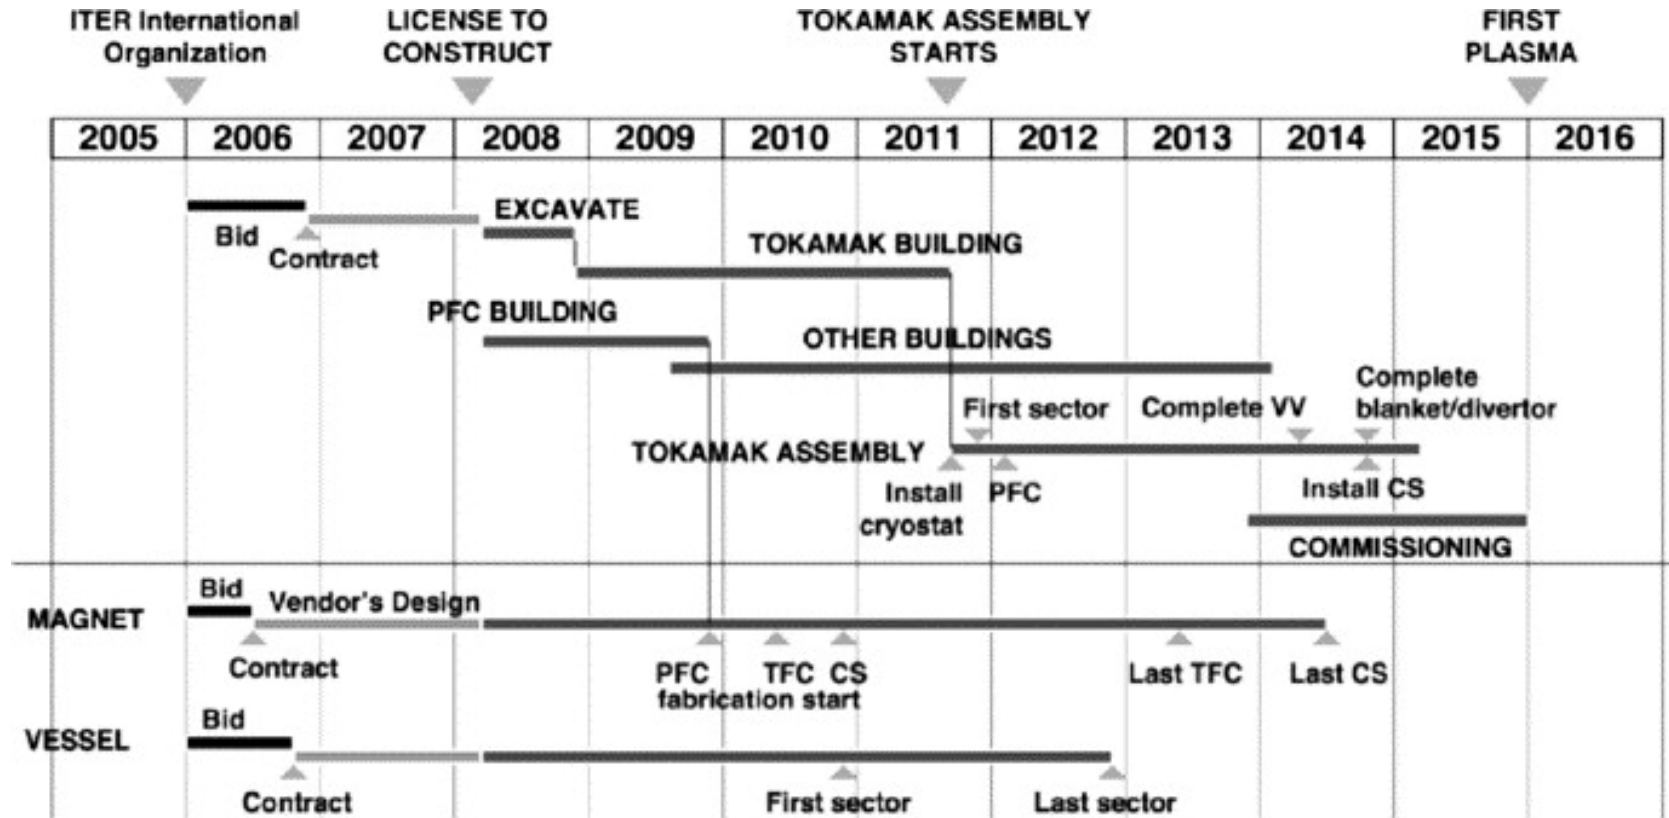 ITER International
Organization
LICENSE TO
CONSTRUCT
TOKAMAK ASSEMBLY
STARTS
FIRST
PLASMA
2005 2006 2007 2008 2009 2010 2011 2012 2013 2014 2015 2016
EXCAVATE
Bid
Contract
TOKAMAK BUILDING
PFC BUILDING
OTHER BUILDINGS
Complete
blanket/divertor
First sector
Complete VV
TOKAMAK ASSEMBLY
Install
cryostat
PFC
Install CS
COMMISSIONING
Bid
Vendor's Design
MAGNET
Contract
PFC TFC CS
fabrication start
Last TFC
Last CS
Bid
VESSEL
Contract
First sector
Last sector